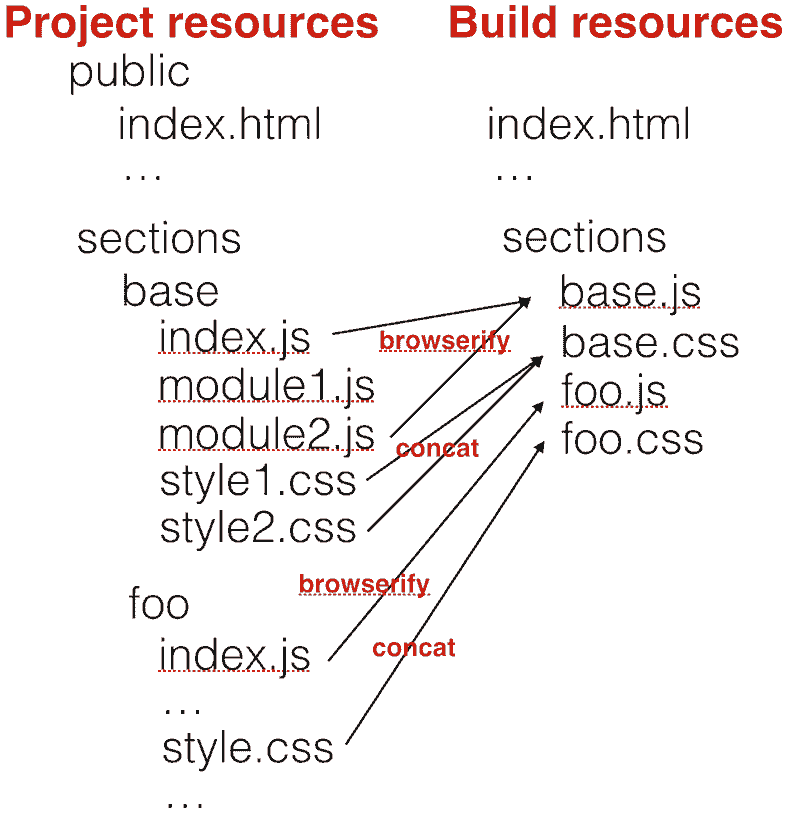 Project resources
public
index.html
...
sections
base
index.js
module1.js
module2.js
style1.css
style2.css
foo
index.js
...
style.css
...
browserify
concat
browserify
concat
Build resources
index.html
...
sections
base.js
base.css
foo.js
foo.css